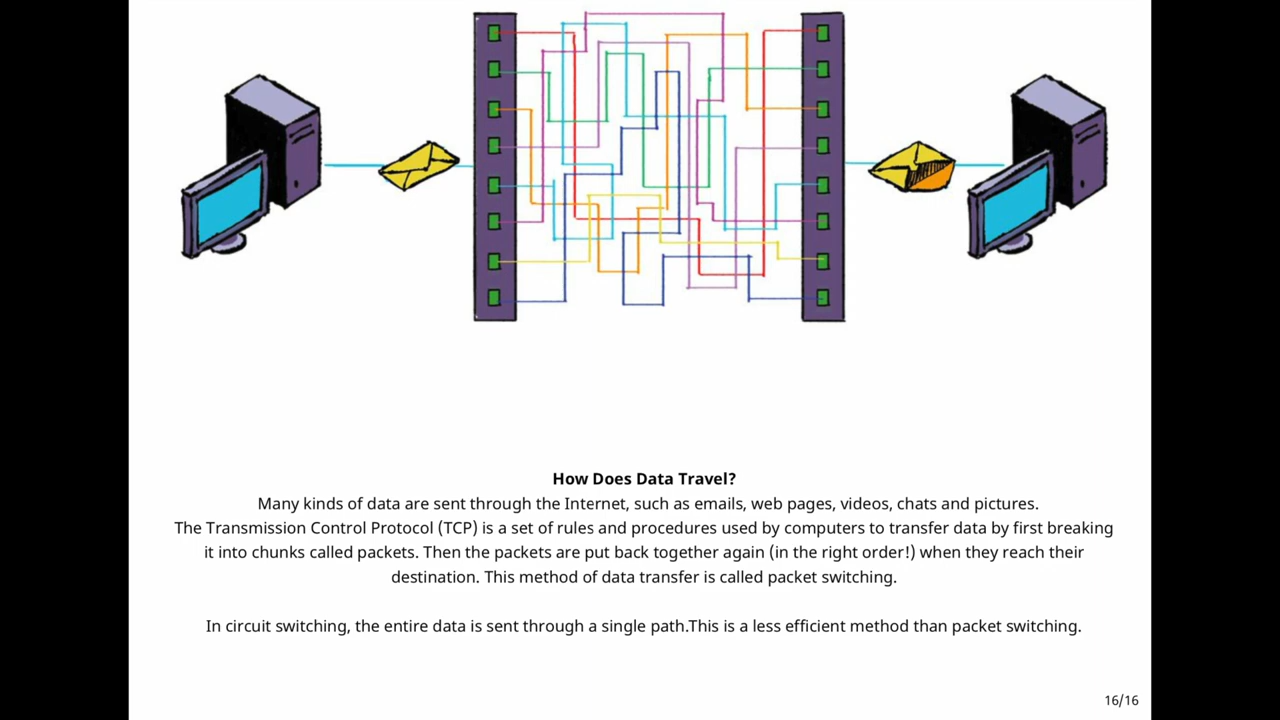 How Does Data Travel?
Many kinds of data are sent through the Internet, such as emails, web pages, videos, chats and pictures.
The Transmission Control Protocol (TCP) is a set of rules and procedures used by computers to transfer data by first breaking
it into chunks called packets. Then the packets are put back together again (in the right order!) when they reach their
destination. This method of data transfer is called packet switching.
In circuit switching, the entire data is sent through a single path.This is a less efficient method than packet switching.
16/16